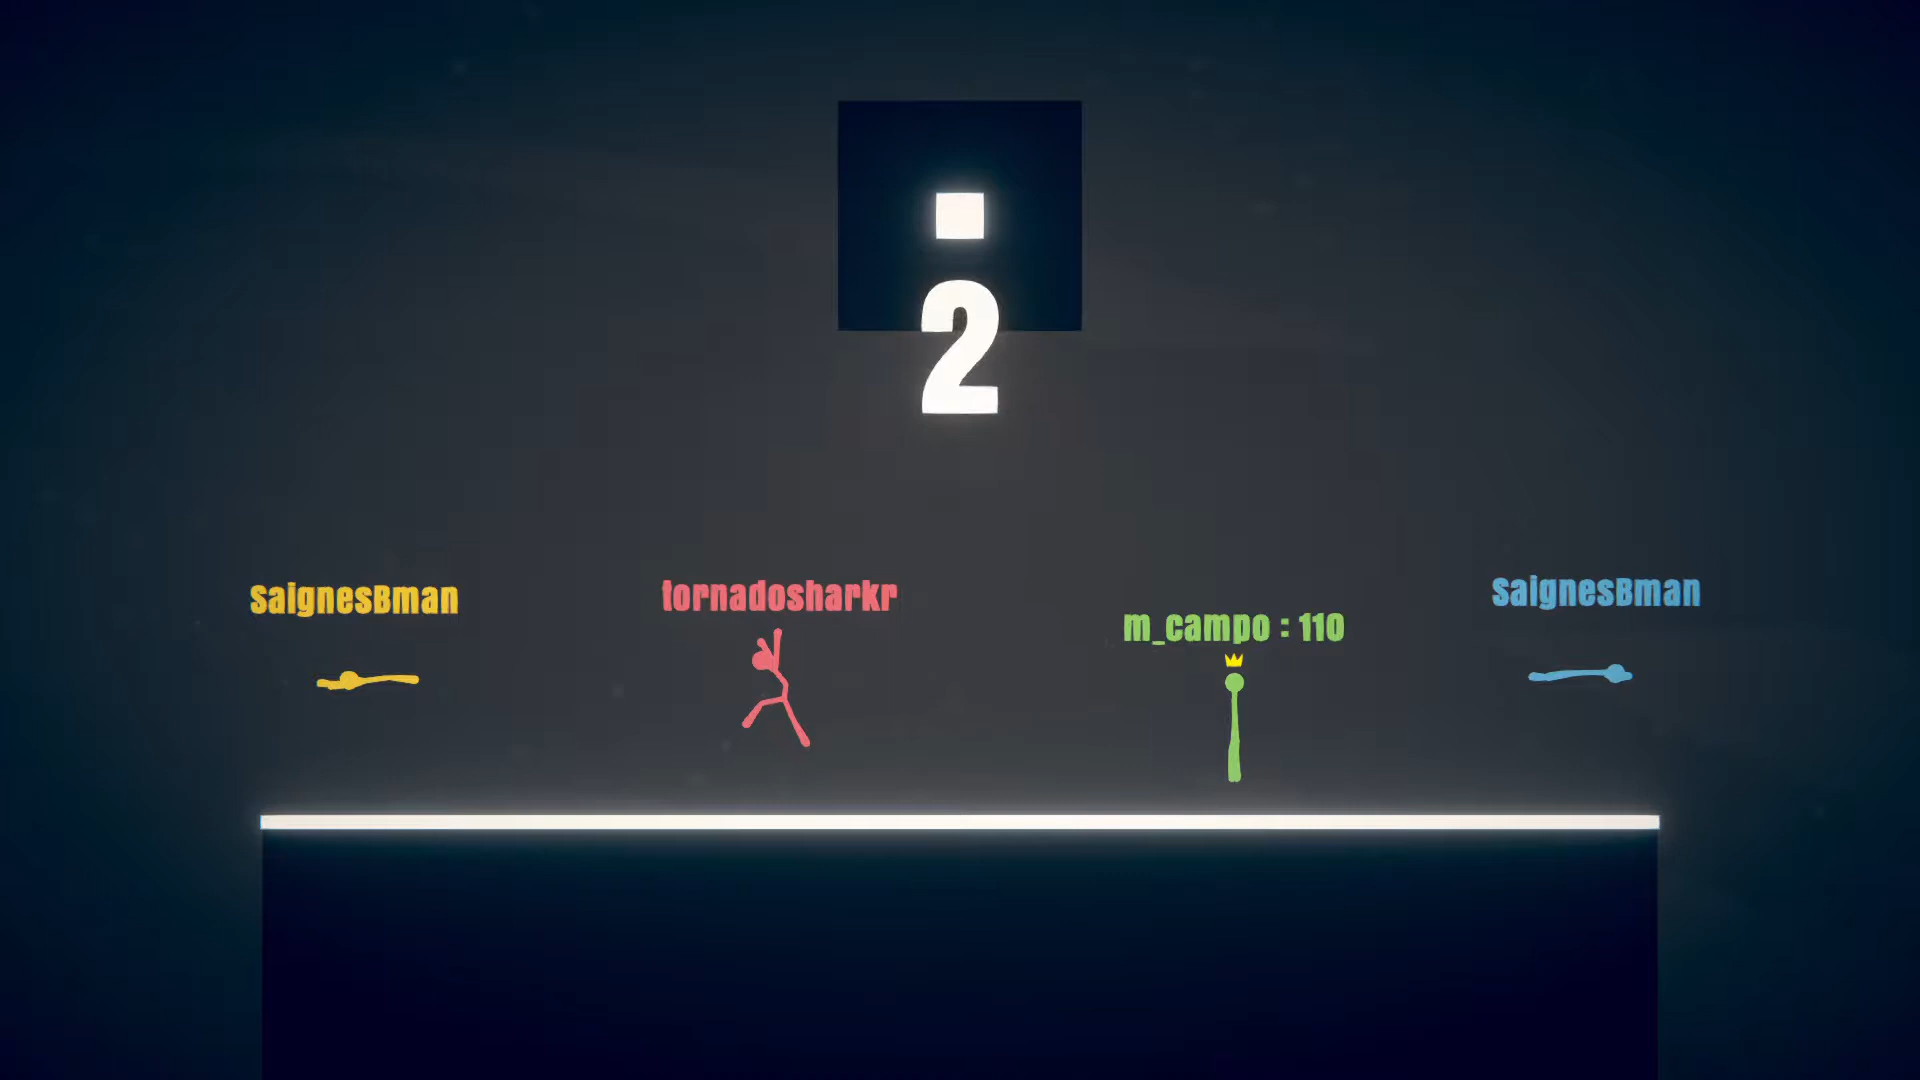 2
saignesBman
tornadosharkr
m_campo : 110
SaignesBman